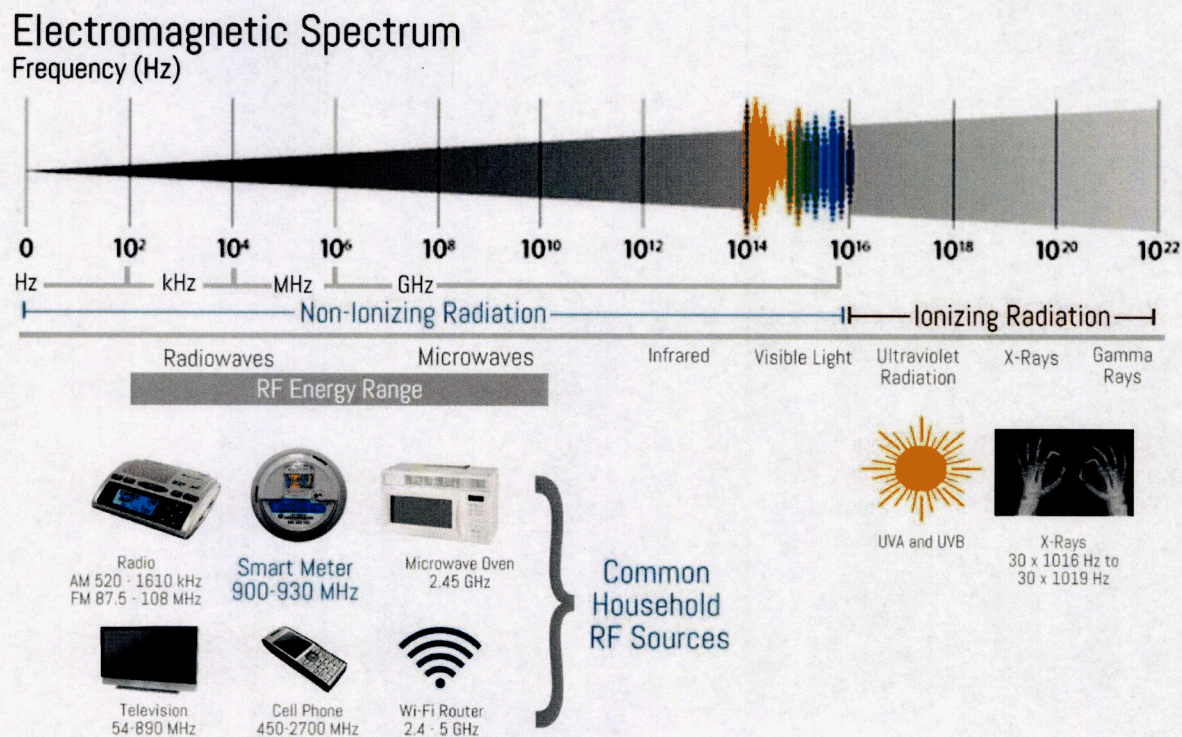 Electromagnetic Spectrum
Frequency (Hz)
0 10² 10⁴ 10⁶ 10⁸ 10¹⁰ 10¹² 10¹⁴ 10¹⁶ 10¹⁸ 10²⁰ 10²²
Hz kHz MHz GHz
Non-Ionizing Radiation Ionizing Radiation
Radiowaves Microwaves Infrared Visible Light Ultraviolet X-Rays Gamma
Radiation Rays
RF Energy Range
Radio
AM 520 - 1610 kHz
FM 87.5 - 108 MHz
Smart Meter
900-930 MHz
Microwave Oven
2.45 GHz
Television
54-890 MHz
Cell Phone
450-2700 MHz
Wi-Fi Router
2.4 - 5 GHz
Common
Household
RF Sources
UVA and UVB
X-Rays
30 x 1016 Hz to
30 x 1019 Hz